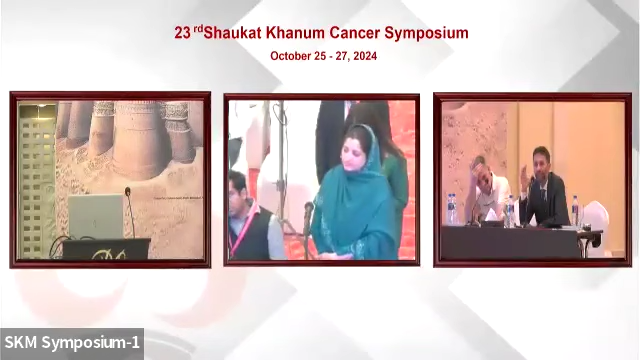 23rdShaukat Khanum Cancer Symposium
October 25 - 27, 2024
SKM Symposium-1